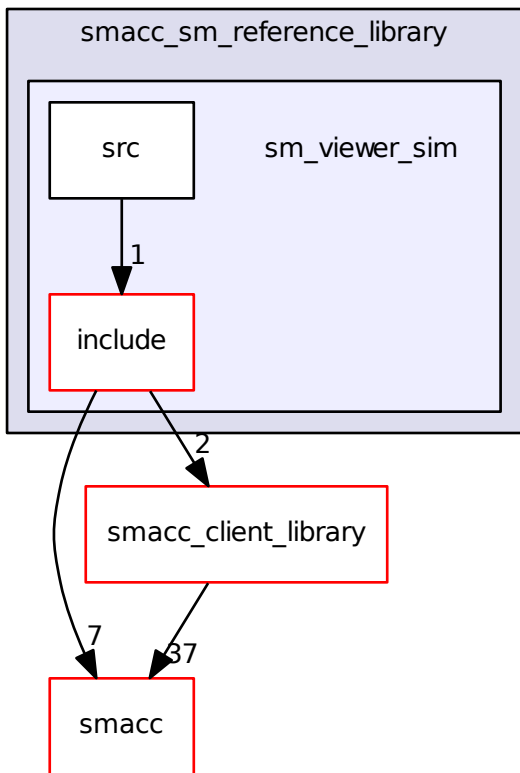 smacc_sm_reference_library
src
sm_viewer_sim
1
include
2
smacc_client_library
7
37
smacc